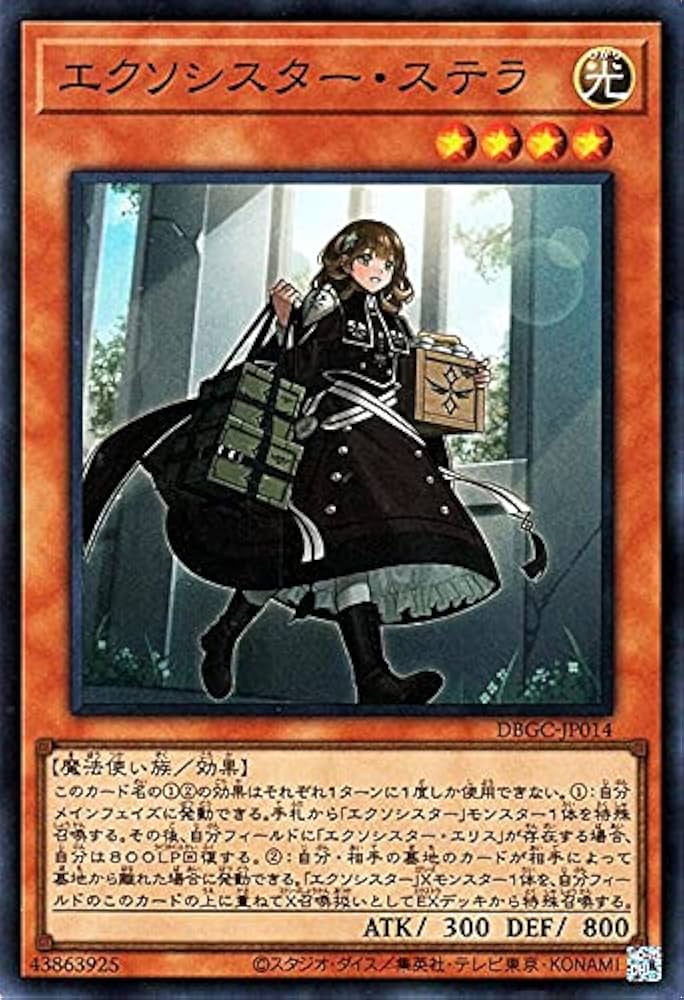 エクソシスター・ステラ
光
DBGC-JP014
【魔法使い族／効果】
このカード名の①②の効果はそれぞれ1ターンに1度しか使用できない。①：自分
メインフェイズに発動できる。手札から「エクソシスター」モンスター1体を特殊
召喚する。その後、自分フィールドに「エクソシスター・エリス」が存在する場合、
自分は800LP回復する。②：自分・相手の墓地のカードが相手によって
墓地から離れた場合に発動できる。「エクソシスター」Xモンスター1体を、自分フィー
ルドのこのカードの上に重ねてX召喚扱いとしてEXデッキから特殊召喚する。
ATK/ 300 DEF/ 800
43863925 ©スタジオ・ダイス/集英社・テレビ東京・KONAMI